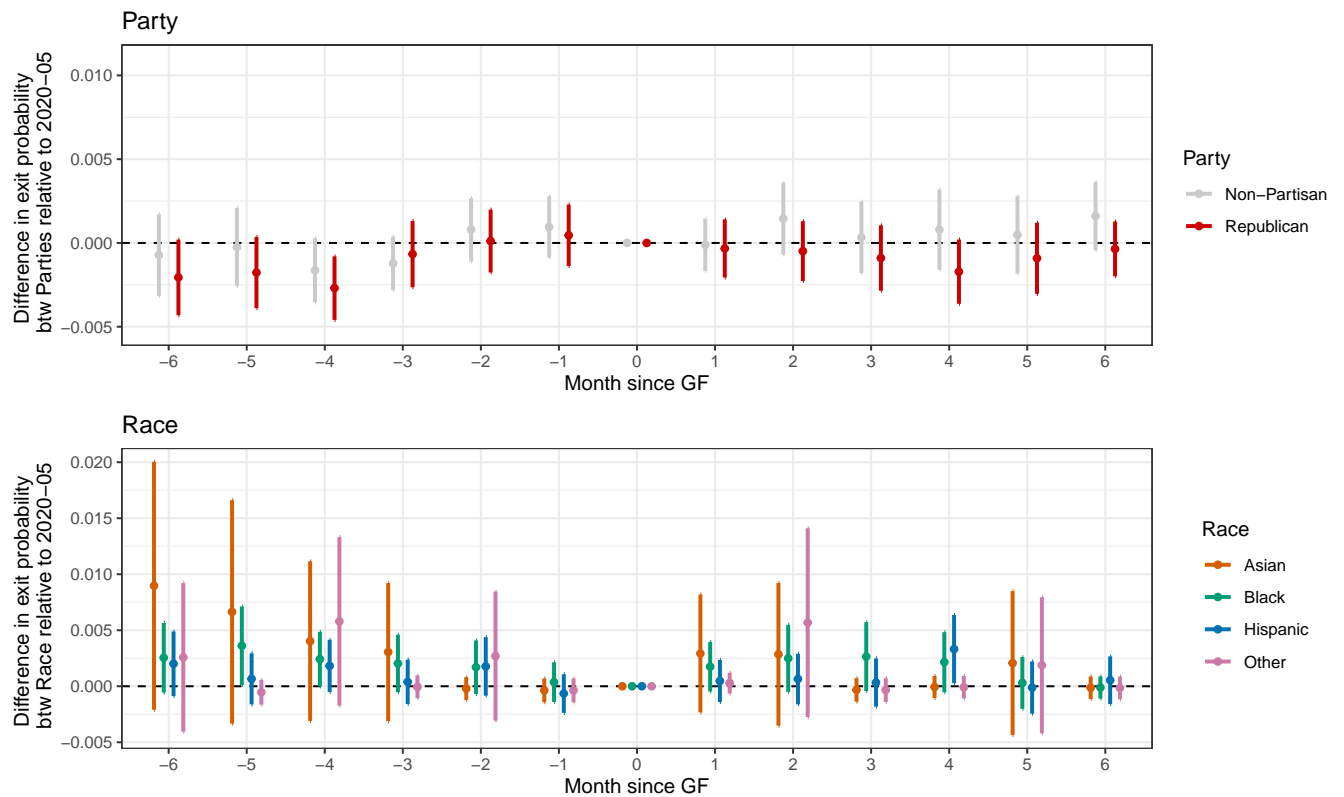 Party
Difference in exit probability
btw Parties relative to 2020−05
0.010
0.005
0.000
−0.005
−6 −5 −4 −3 −2 −1 0 1 2 3 4 5 6
Month since GF
Party
Non−Partisan
Republican
Race
Difference in exit probability
btw Race relative to 2020−05
0.020
0.015
0.010
0.005
0.000
−0.005
−6 −5 −4 −3 −2 −1 0 1 2 3 4 5 6
Month since GF
Race
Asian
Black
Hispanic
Other